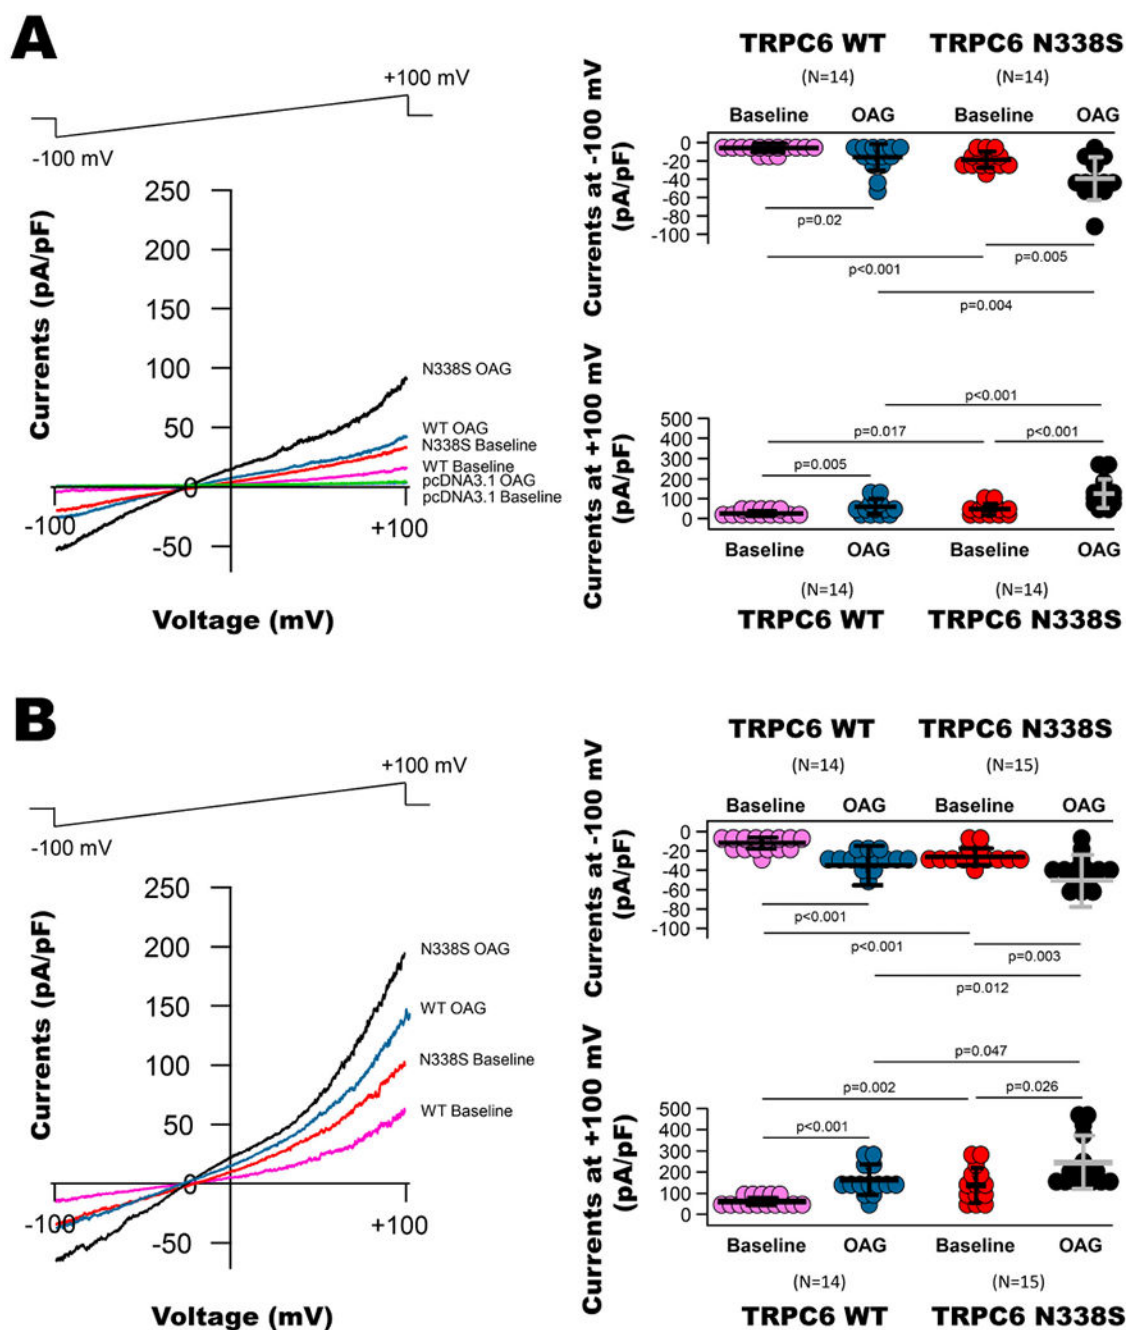 A
+100 mV
-100 mV
Currents (pA/pF)
250
200
150
100
50
0
-50
-100
+100
N338S OAG
WT OAG
N338S Baseline
WT Baseline
pcDNA3.1 OAG
pcDNA3.1 Baseline
Voltage (mV)
TRPC6 WT TRPC6 N338S
(N=14) (N=14)
Baseline OAG Baseline OAG
Currents at -100 mV
(pA/pF)
0
-20
-40
-60
-80
-100
p=0.02
p=0.005
p<0.001
p=0.004
Currents at +100 mV
(pA/pF)
p<0.001
p=0.017 p<0.001
p=0.005
500
400
300
200
100
0
Baseline OAG Baseline OAG
(N=14) (N=14)
TRPC6 WT TRPC6 N338S
B
+100 mV
-100 mV
Currents (pA/pF)
250
200
150
100
50
0
-50
-100
+100
N338S OAG
WT OAG
N338S Baseline
WT Baseline
Voltage (mV)
TRPC6 WT TRPC6 N338S
(N=14) (N=15)
Baseline OAG Baseline OAG
Currents at -100 mV
(pA/pF)
0
-20
-40
-60
-80
-100
p<0.001
p<0.001 p=0.003
p=0.012
Currents at +100 mV
(pA/pF)
p=0.047
p=0.002 p=0.026
p<0.001
500
400
300
200
100
0
Baseline OAG Baseline OAG
(N=14) (N=15)
TRPC6 WT TRPC6 N338S